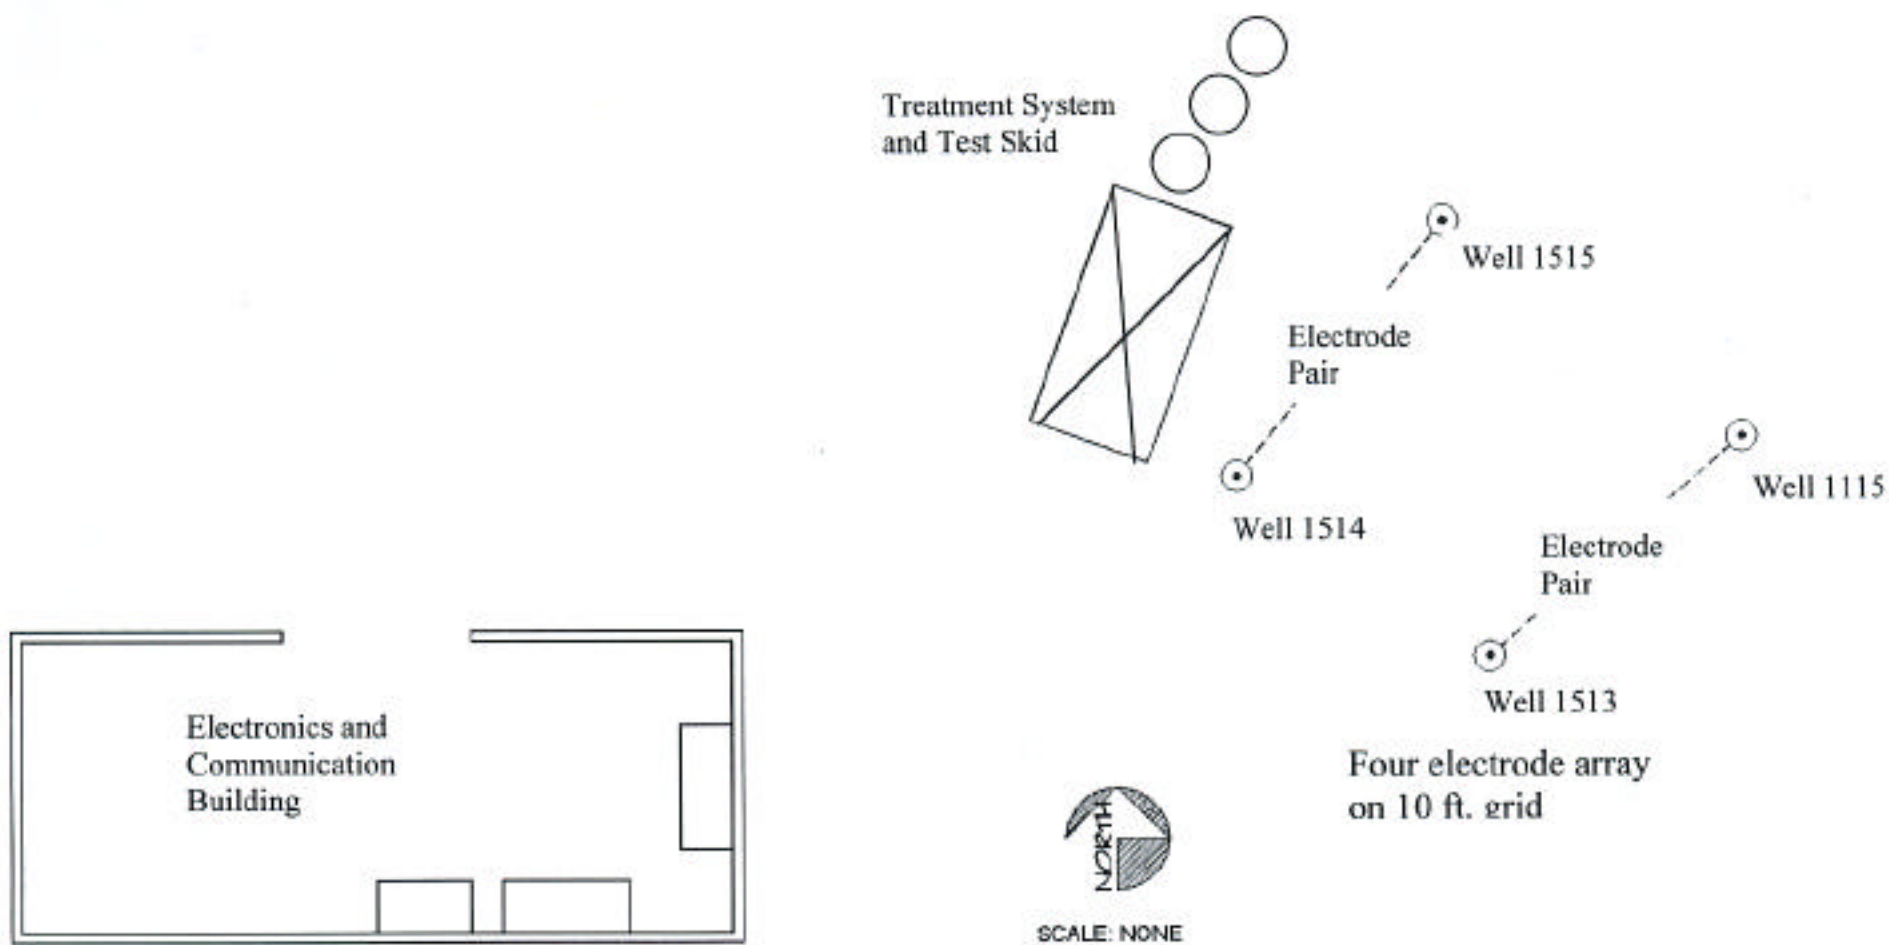 Treatment System
and Test Skid
Well 1515
Electrode
Pair
Well 1115
Well 1514
Electrode
Pair
Well 1513
Electronics and
Communication
Building
Four electrode array
on 10 ft. grid
NORTH
SCALE: NONE